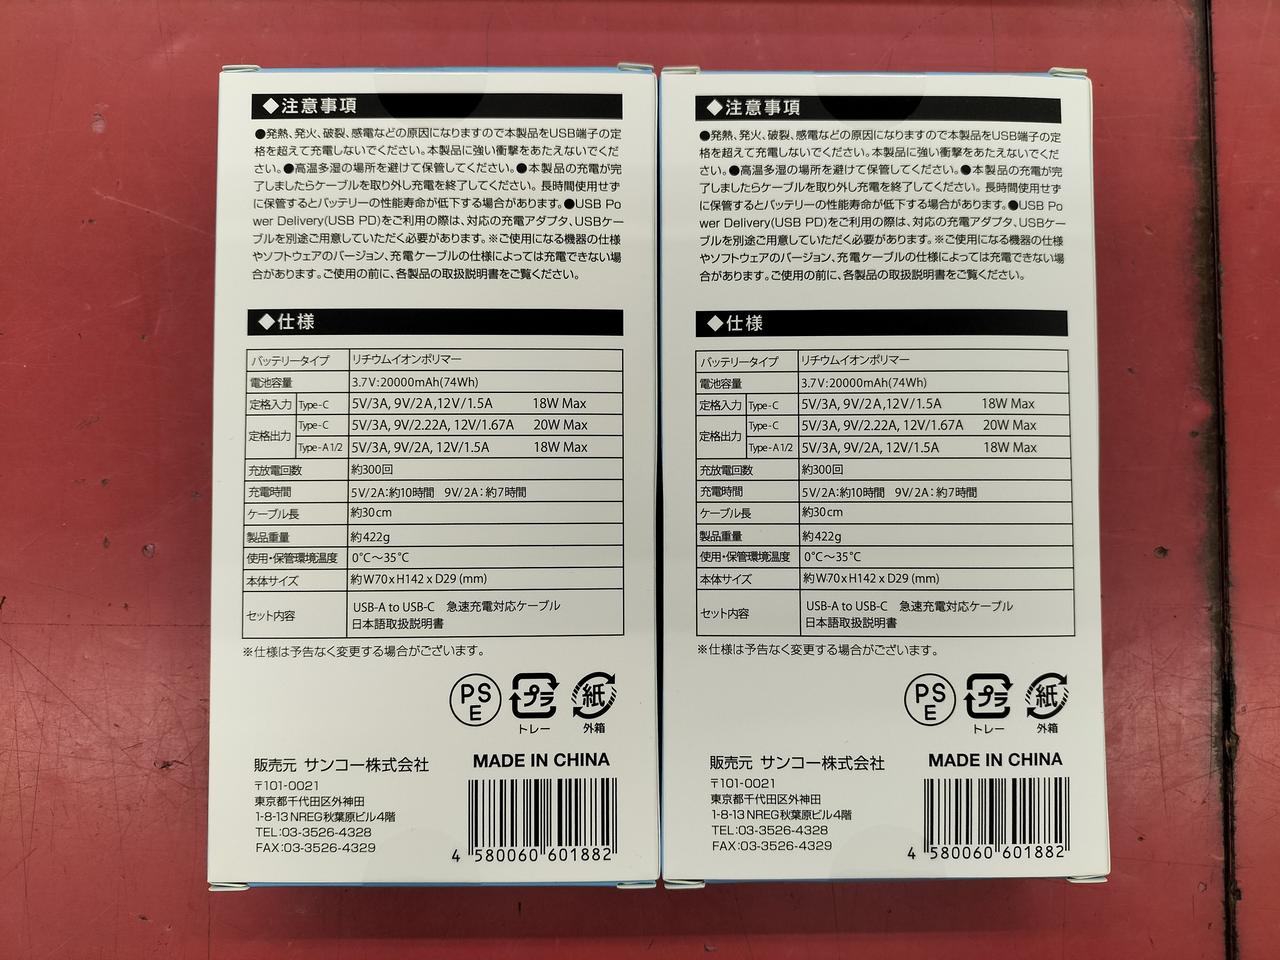 ◆注意事項
●発熱、発火、破裂、感電などの原因になりますので本製品をUSB端子の定
格を超えて充電しないでください。本製品に強い衝撃をあたえないでくだ
さい。●高温多湿の場所を避けて保管してください。●本製品の充電が完
了しましたらケーブルを取り外し充電を終了してください。長時間使用せず
に保管するとバッテリーの性能寿命が低下する場合があります。●USB Po
wer Delivery(USB PD)をご利用の際は、対応の充電アダプタ、USBケー
ブルを別途ご用意していただく必要があります。※ご使用になる機器の仕様
やソフトウェアのバージョン、充電ケーブルの仕様によっては充電できない場
合があります。ご使用の前に、各製品の取扱説明書をご覧ください。
◆仕様
バッテリータイプ リチウムイオンポリマー
電池容量 3.7V:20000mAh(74Wh)
定格入力 Type-C 5V/3A, 9V/2A,12V/1.5A 18W Max
定格出力 Type-C 5V/3A, 9V/2.22A, 12V/1.67A 20W Max
Type-A1/2 5V/3A, 9V/2A, 12V/1.5A 18W Max
充放電回数 約300回
充電時間 5V/2A:約10時間 9V/2A:約7時間
ケーブル長 約30cm
製品重量 約422g
使用・保管環境温度 0℃〜35℃
本体サイズ 約W70xH142xD29(mm)
セット内容 USB-A to USB-C 急速充電対応ケーブル
日本語取扱説明書
※仕様は予告なく変更する場合がございます。
PS
E
プラ
トレー
紙
外箱
販売元 サンコー株式会社
〒101-0021
東京都千代田区外神田
1-8-13 NREG秋葉原ビル4階
TEL:03-3526-4328
FAX:03-3526-4329
MADE IN CHINA
4 580060 601882
◆注意事項
●発熱、発火、破裂、感電などの原因になりますので本製品をUSB端子の定
格を超えて充電しないでください。本製品に強い衝撃をあたえないでくだ
さい。●高温多湿の場所を避けて保管してください。●本製品の充電が完
了しましたらケーブルを取り外し充電を終了してください。長時間使用せず
に保管するとバッテリーの性能寿命が低下する場合があります。●USB Po
wer Delivery(USB PD)をご利用の際は、対応の充電アダプタ、USBケー
ブルを別途ご用意していただく必要があります。※ご使用になる機器の仕様
やソフトウェアのバージョン、充電ケーブルの仕様によっては充電できない場
合があります。ご使用の前に、各製品の取扱説明書をご覧ください。
◆仕様
バッテリータイプ リチウムイオンポリマー
電池容量 3.7V:20000mAh(74Wh)
定格入力 Type-C 5V/3A, 9V/2A,12V/1.5A 18W Max
定格出力 Type-C 5V/3A, 9V/2.22A, 12V/1.67A 20W Max
Type-A1/2 5V/3A, 9V/2A, 12V/1.5A 18W Max
充放電回数 約300回
充電時間 5V/2A:約10時間 9V/2A:約7時間
ケーブル長 約30cm
製品重量 約422g
使用・保管環境温度 0℃〜35℃
本体サイズ 約W70xH142xD29(mm)
セット内容 USB-A to USB-C 急速充電対応ケーブル
日本語取扱説明書
※仕様は予告なく変更する場合がございます。
PS
E
プラ
トレー
紙
外箱
販売元 サンコー株式会社
〒101-0021
東京都千代田区外神田
1-8-13 NREG秋葉原ビル4階
TEL:03-3526-4328
FAX:03-3526-4329
MADE IN CHINA
4 580060 601882